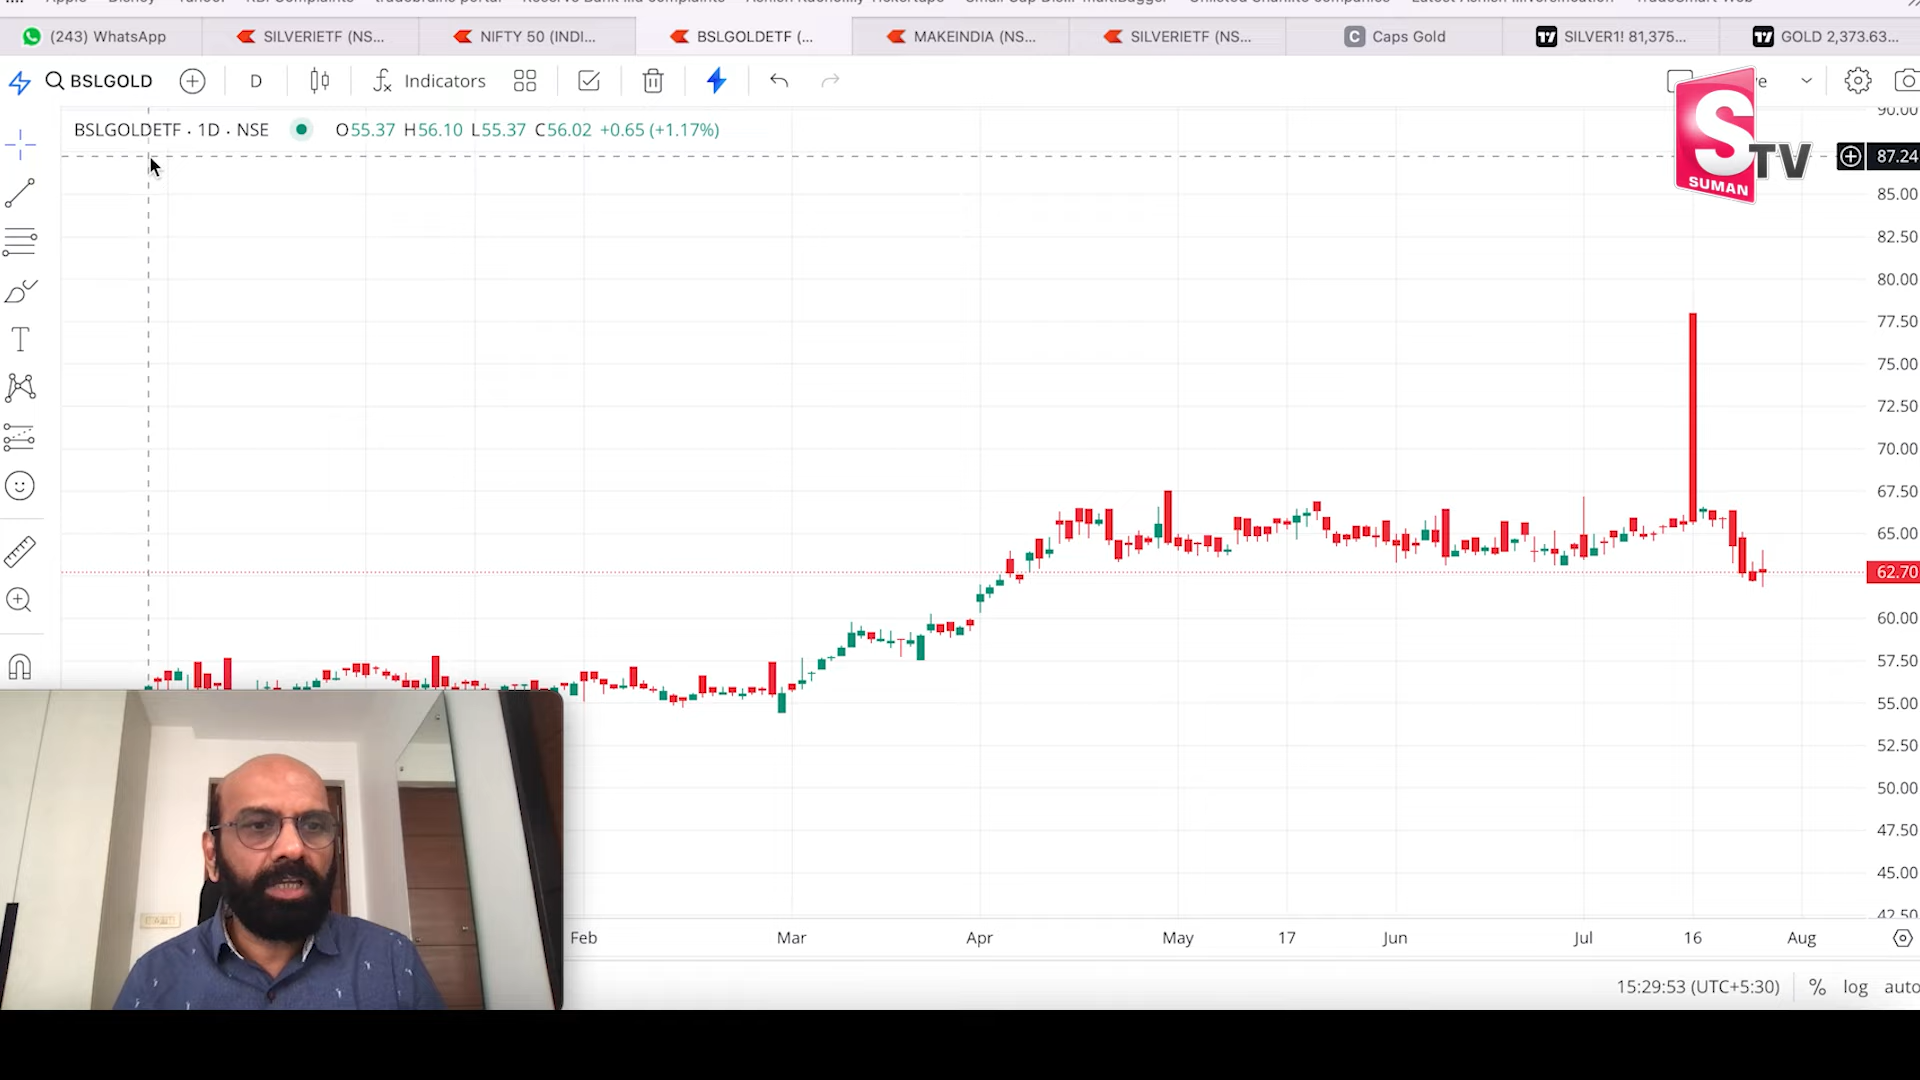 (243) WhatsApp
SILVERIETF (NS...
NIFTY 50 (INDI...
BSLGOLDETF (...
MAKEINDIA (NS...
SILVERIETF (NS...
C Caps Gold
SILVER1! 81,375...
GOLD 2,373.63...
BSLGOLD
D
Indicators
BSLGOLDETF · 1D · NSE
O55.37 H56.10 L55.37 C56.02 +0.65 (+1.17%)
S TV
SUMAN
90.00
87.24
85.00
82.50
80.00
77.50
75.00
72.50
70.00
67.50
65.00
62.70
60.00
57.50
55.00
52.50
50.00
47.50
45.00
42.50
Feb
Mar
Apr
May
17
Jun
Jul
16
Aug
15:29:53 (UTC+5:30)
%
log
auto